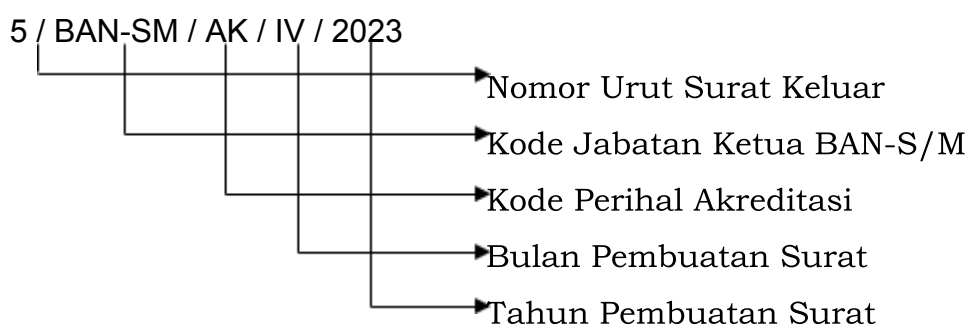 5 / BAN-SM / AK / IV / 2023
Nomor Urut Surat Keluar
Kode Jabatan Ketua BAN-S/M
Kode Perihal Akreditasi
Bulan Pembuatan Surat
Tahun Pembuatan Surat